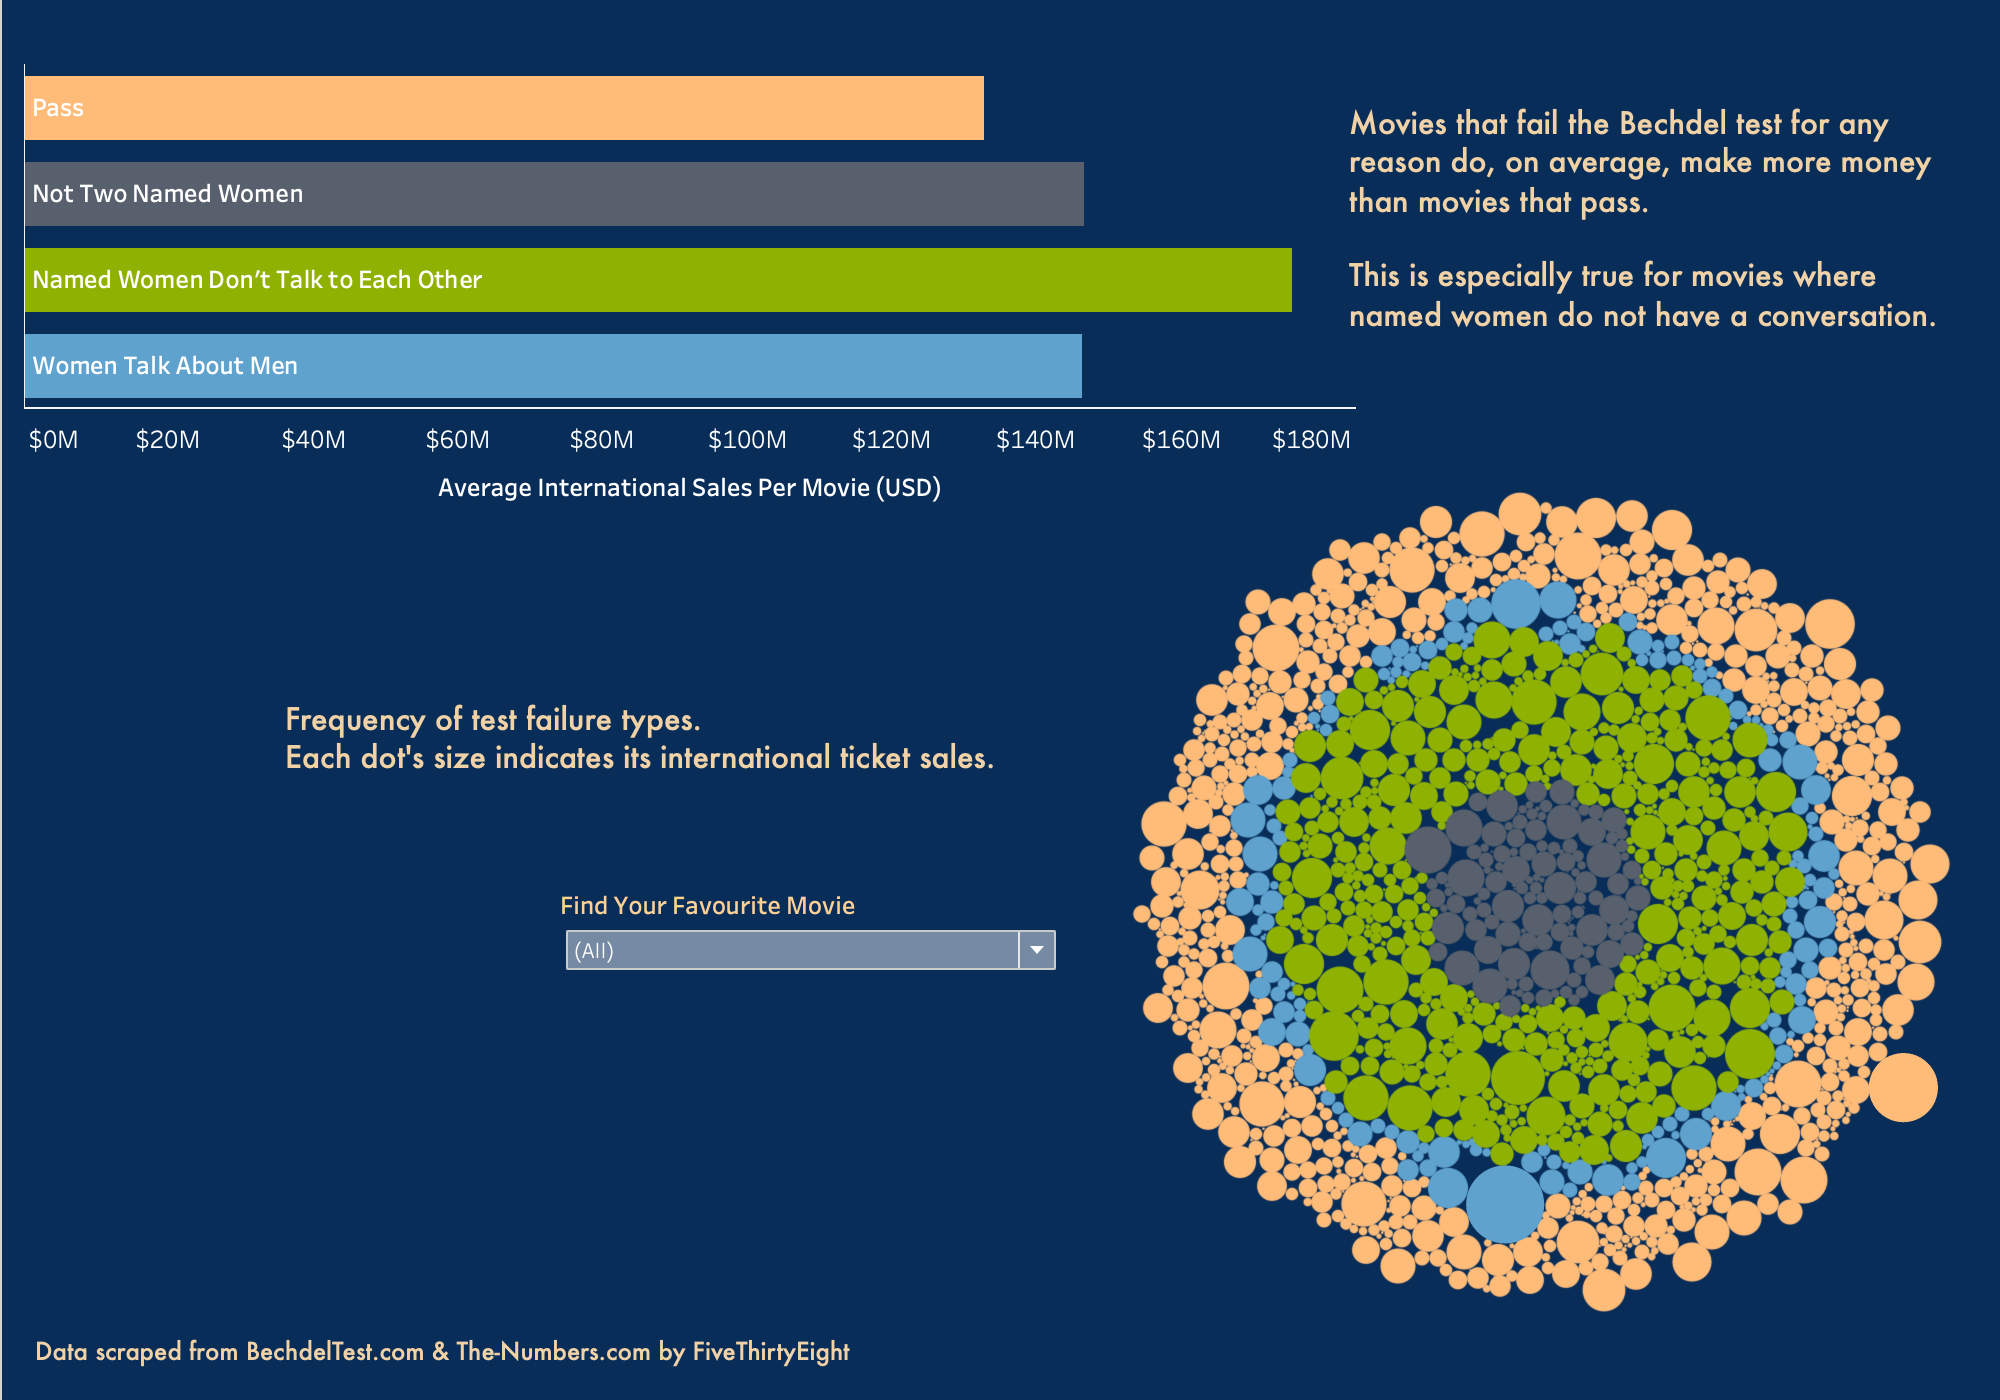 Pass
Not Two Named Women
Named Women Don’t Talk to Each Other
Women Talk About Men
$0M $20M $40M $60M $80M $100M $120M $140M $160M $180M
Average International Sales Per Movie (USD)
Movies that fail the Bechdel test for any
reason do, on average, make more money
than movies that pass.
This is especially true for movies where
named women do not have a conversation.
Frequency of test failure types.
Each dot's size indicates its international ticket sales.
Find Your Favourite Movie
(All)
Data scraped from BechdelTest.com & The-Numbers.com by FiveThirtyEight